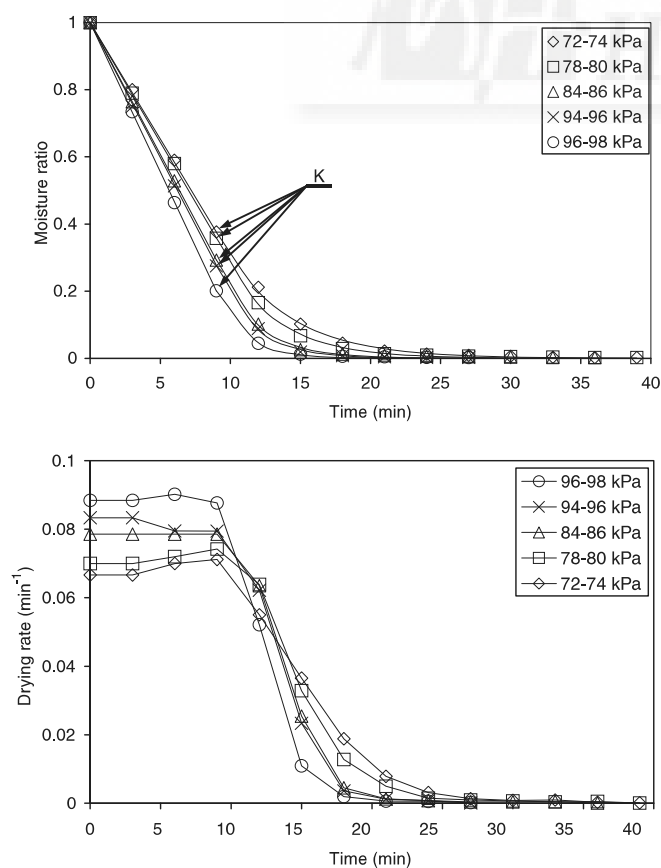 1
0.8
0.6
0.4
0.2
0
Moisture ratio
72-74 kPa
78-80 kPa
84-86 kPa
94-96 kPa
96-98 kPa
K
0 5 10 15 20 25 30 35 40
Time (min)
0.1
0.08
0.06
0.04
0.02
0
Drying rate (min⁻¹)
96-98 kPa
94-96 kPa
84-86 kPa
78-80 kPa
72-74 kPa
0 5 10 15 20 25 30 35 40
Time (min)